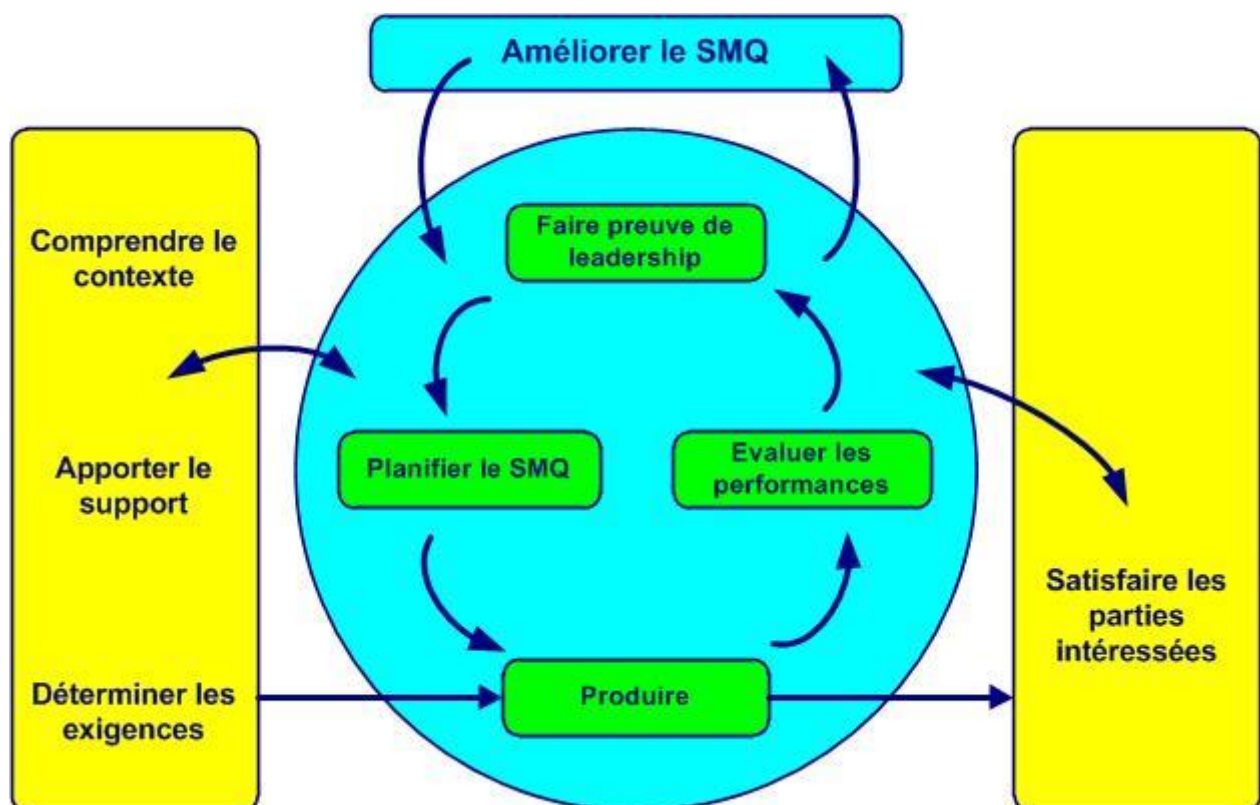 Améliorer le SMQ
Comprendre le
contexte
Apporter le
support
Déterminer les
exigences
Faire preuve de
leadership
Planifier le SMQ
Evaluer les
performances
Produire
Satisfaire les
parties
intéressées